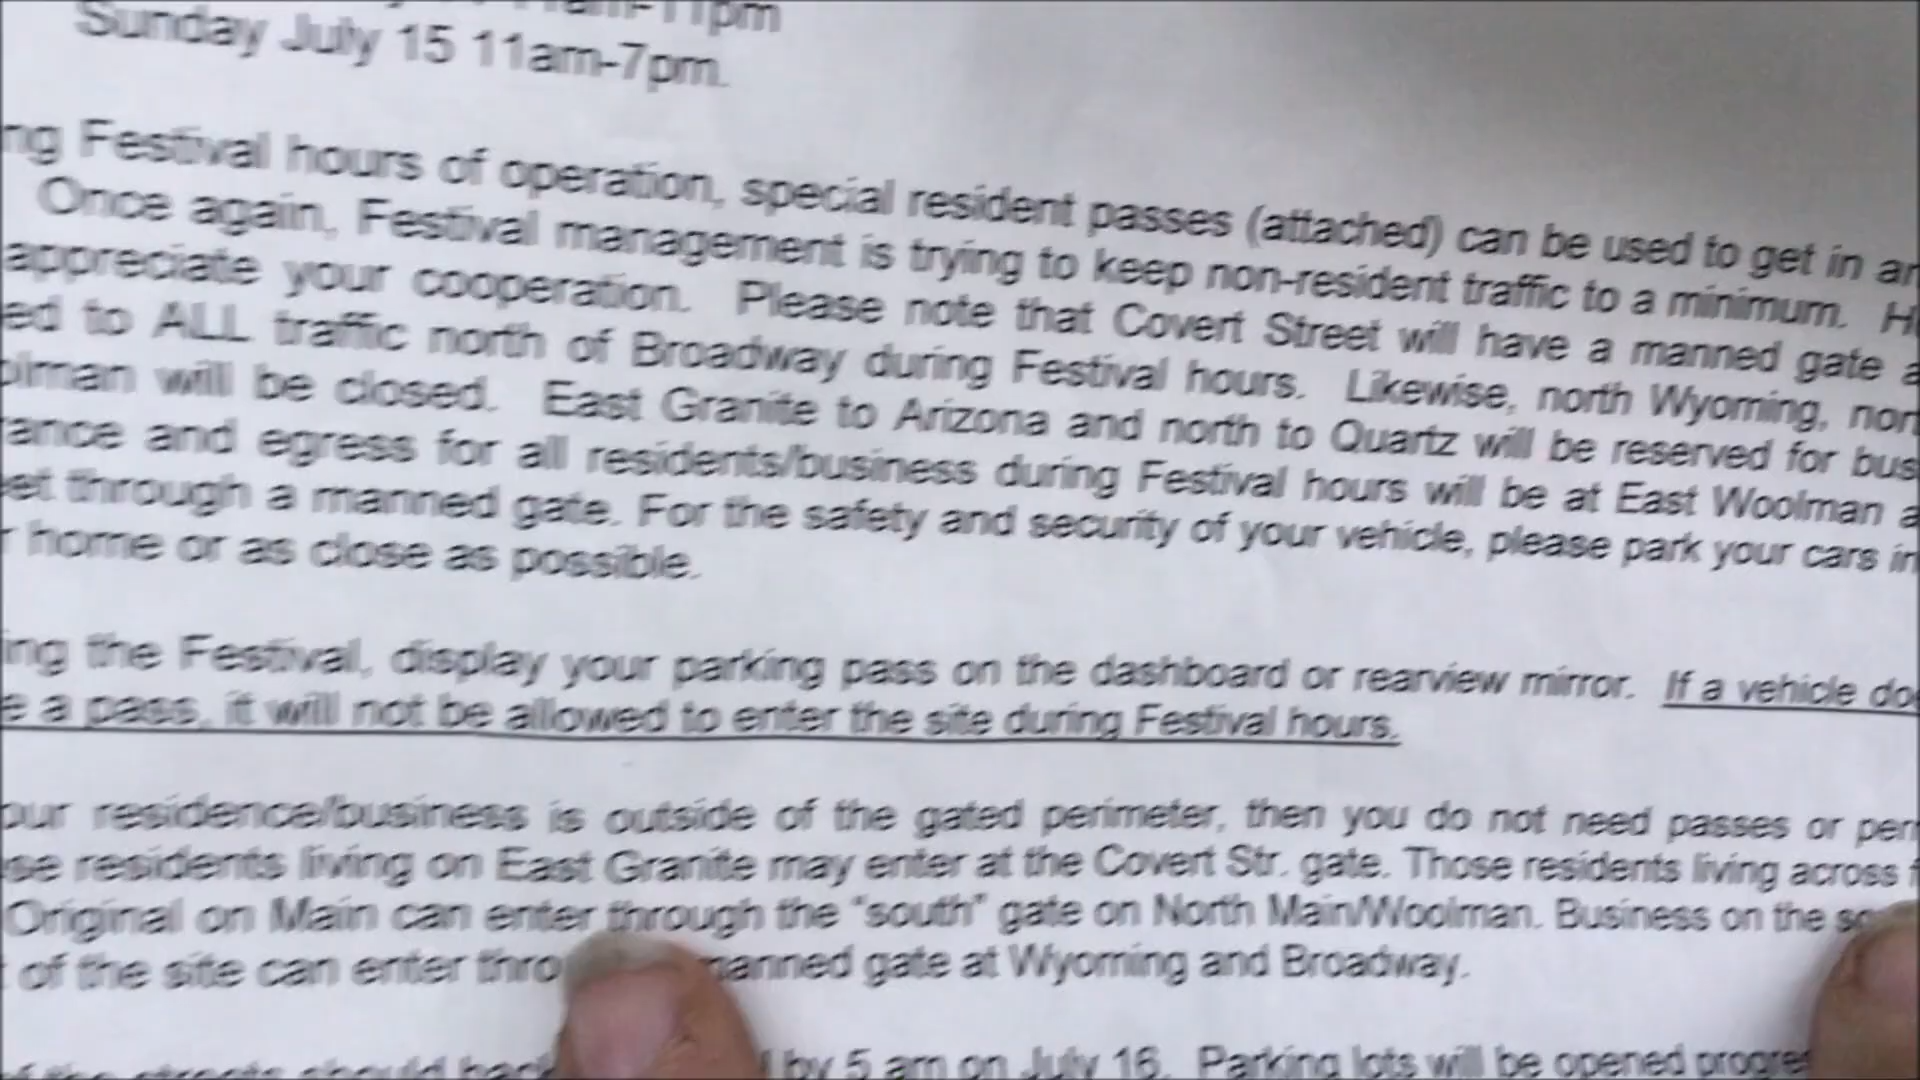 11am-11pm
Sunday July 15 11am-7pm.
ng Festival hours of operation, special resident passes (attached) can be used to get in an
Once again, Festival management is trying to keep non-resident traffic to a minimum. H
appreciate your cooperation. Please note that Covert Street will have a manned gate a
ed to ALL traffic north of Broadway during Festival hours. Likewise, north Wyoming, nort
olman will be closed. East Granite to Arizona and north to Quartz will be reserved for bus
rance and egress for all residents/business during Festival hours will be at East Woolman a
et through a manned gate. For the safety and security of your vehicle, please park your cars in
r home or as close as possible.
ing the Festival, display your parking pass on the dashboard or rearview mirror. If a vehicle do
e a pass, it will not be allowed to enter the site during Festival hours.
our residence/business is outside of the gated perimeter, then you do not need passes or per
se residents living on East Granite may enter at the Covert Str. gate. Those residents living across f
Original on Main can enter through the "south" gate on North Main/Woolman. Business on the so
of the site can enter thro manned gate at Wyoming and Broadway.
of the streets should back by 5 am on July 16. Parking lots will be opened progre